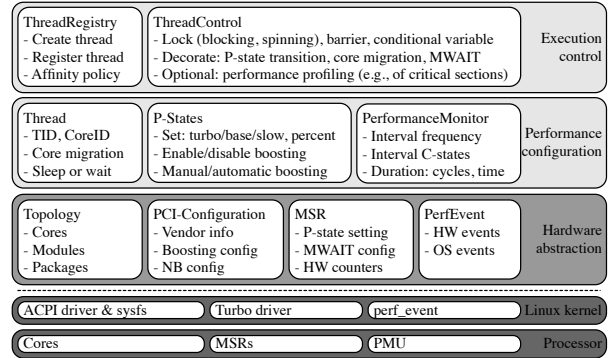 ThreadRegistry
- Create thread
- Register thread
- Affinity policy
ThreadControl
- Lock (blocking, spinning), barrier, conditional variable
- Decorate: P-state transition, core migration, MWAIT
- Optional: performance profiling (e.g., of critical sections)
Execution
control
Thread
- TID, CoreID
- Core migration
- Sleep or wait
P-States
- Set: turbo/base/slow, percent
- Enable/disable boosting
- Manual/automatic boosting
PerformanceMonitor
- Interval frequency
- Interval C-states
- Duration: cycles, time
Performance
configuration
Topology
- Cores
- Modules
- Packages
PCI-Configuration
- Vendor info
- Boosting config
- NB config
MSR
- P-state setting
- MWAIT config
- HW counters
PerfEvent
- HW events
- OS events
Hardware
abstraction
ACPI driver & sysfs
Turbo driver
perf_event
Linux kernel
Cores
MSRs
PMU
Processor